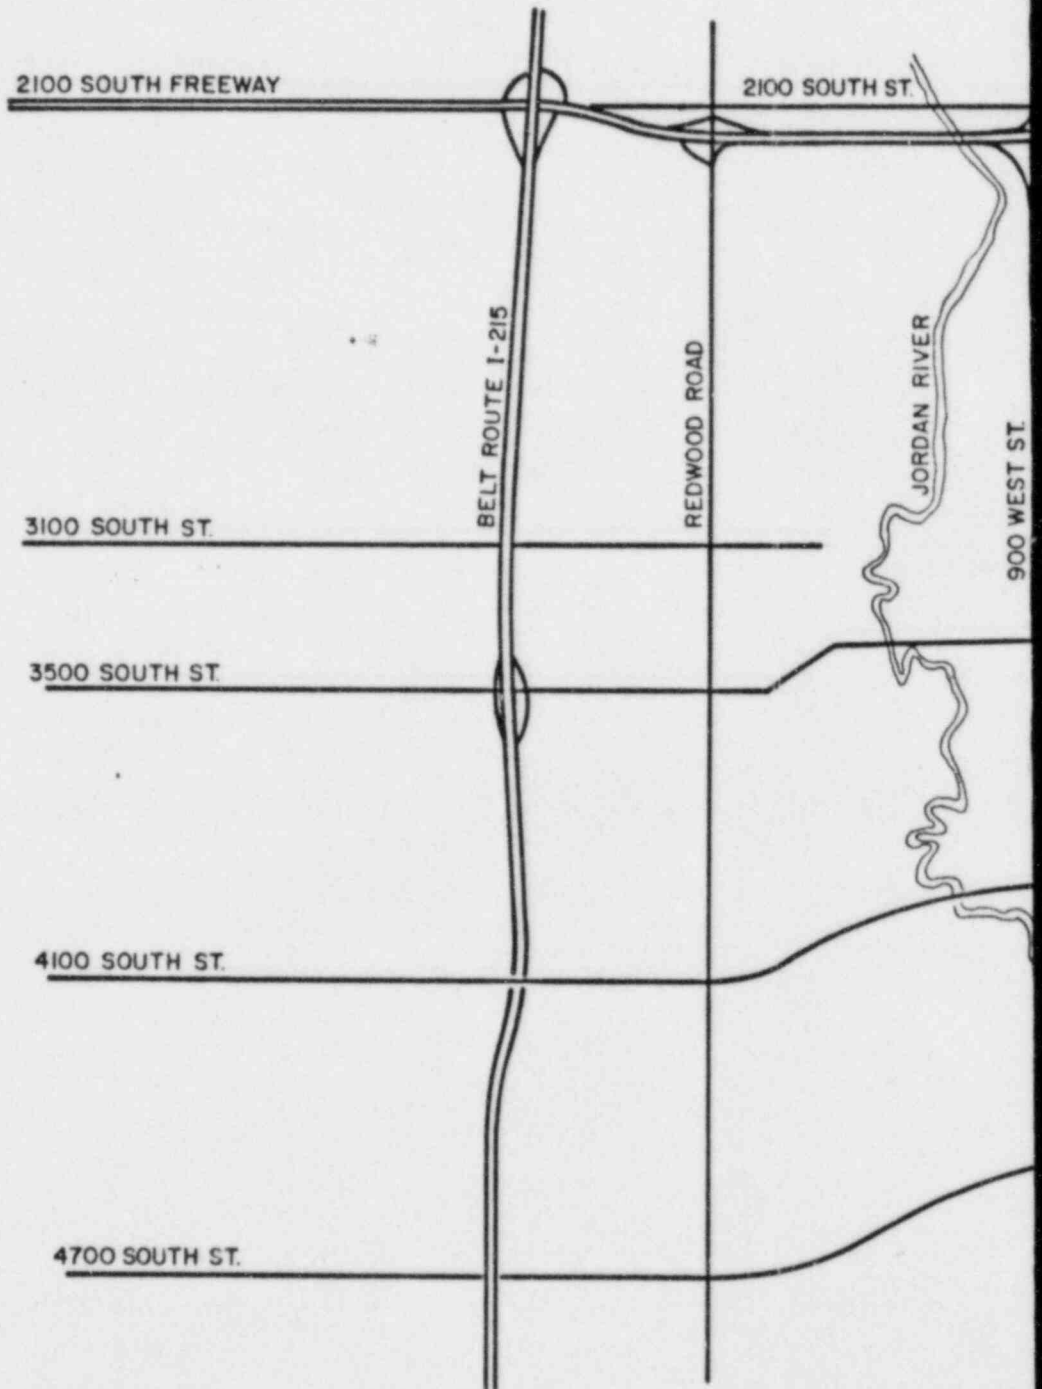 2100 SOUTH FREEWAY
2100 SOUTH ST.
BELT ROUTE I-215
REDWOOD ROAD
JORDAN RIVER
900 WEST ST.
3100 SOUTH ST.
3500 SOUTH ST.
4100 SOUTH ST.
4700 SOUTH ST.